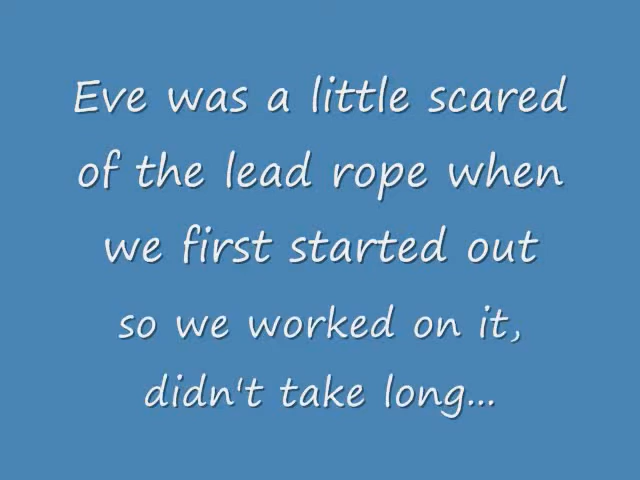 Eve was a little scared
of the lead rope when
we first started out
so we worked on it,
didn't take long...